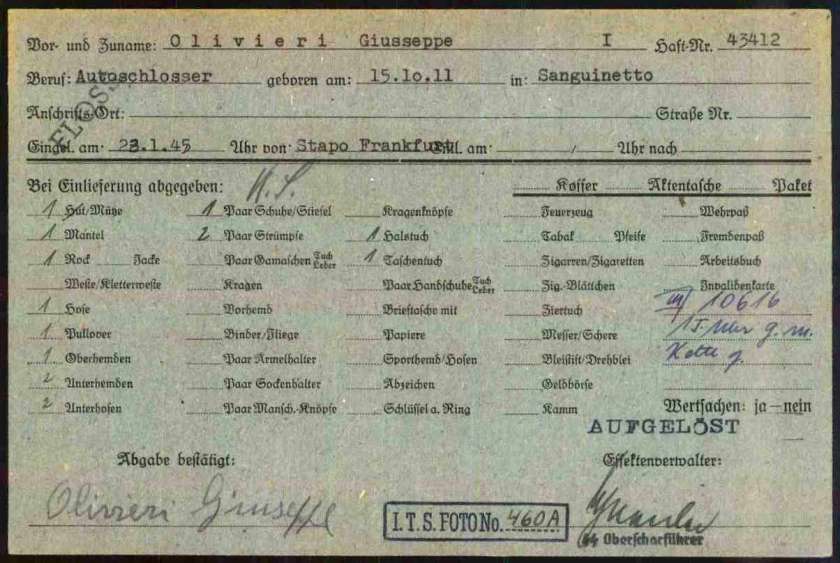 Vor- und Zuname: Olivieri Giusseppe I Haft-Nr. 43412
Beruf: Autoschlosser geboren am: 15.10.11 in: Sanguinetto
Anschrifts-Ort: Straße Nr.
Eingel. am 23.1.45 Uhr von Stapo Frankfurt Entl. am Uhr nach
Bei Einlieferung abgegeben: Koffer Aktentasche Paket
1 Hut/Mütze 1 Paar Schuhe/Stiefel Kragenknöpfe Feuerzeug Wehrpaß
1 Mantel 2 Paar Strümpfe 1 Halstuch Tabak Pfeife Fremdenpaß
1 Rock Jacke Paar Gamaschen Tuch Leder 1 Taschentuch Zigarren/Zigaretten Arbeitsbuch
Weste/Kletterweste Kragen Paar Handschuhe Tuch Leder Zig.-Blättchen Invalidenkarte
1 Hose Vorhemd Brieftasche mit Ziertuch 10616
1 Pullover Binder/Fliege Papiere Messer/Schere
1 Oberhemden Paar Ärmelhalter Sporthemd/Hosen Bleistift/Drehblei
2 Unterhemden Paar Sockenhalter Abzeichen Geldbörse
2 Unterhosen Paar Mansch.-Knöpfe Schlüssel a. Ring Kamm Wertsachen: ja - nein
AUFGELÖST
Abgabe bestätigt: Effektenverwalter:
Olivieri Giuseppe
I.T.S. FOTO No. 460A
Oberscharführer